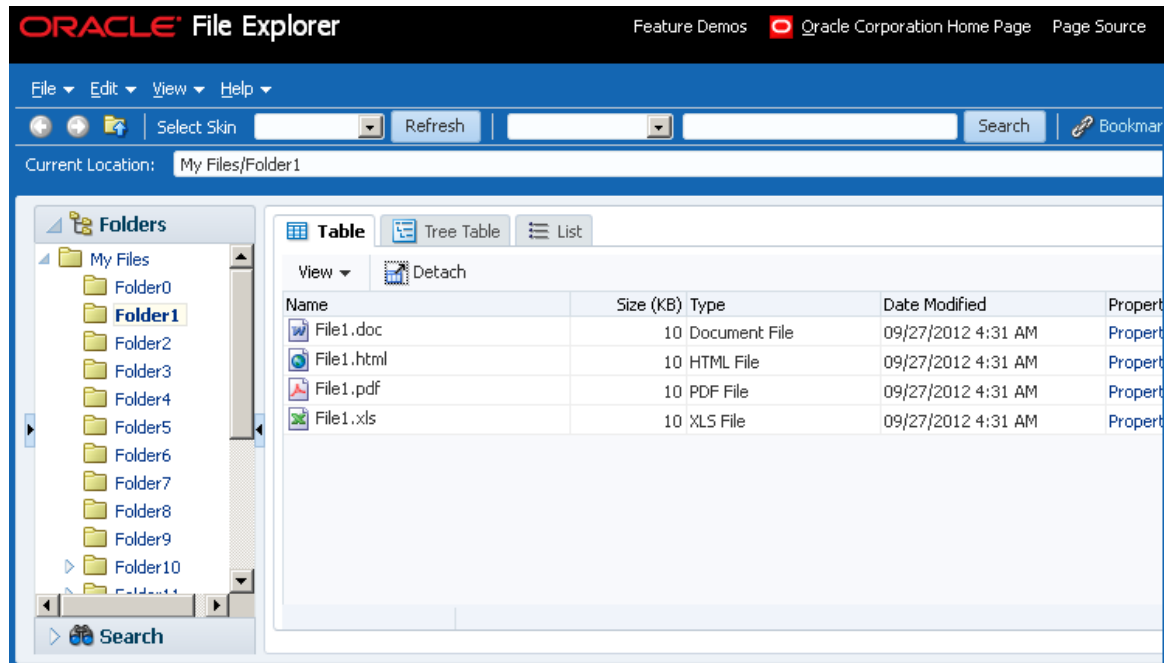 ORACLE File Explorer
Feature Demos Oracle Corporation Home Page Page Source
File Edit View Help
Select Skin Refresh Search Bookmar
Current Location: My Files/Folder1
Folders
My Files
Folder0
Folder1
Folder2
Folder3
Folder4
Folder5
Folder6
Folder7
Folder8
Folder9
Folder10
Search
Table Tree Table List
View Detach
Name Size (KB) Type Date Modified Propert
File1.doc 10 Document File 09/27/2012 4:31 AM Propert
File1.html 10 HTML File 09/27/2012 4:31 AM Propert
File1.pdf 10 PDF File 09/27/2012 4:31 AM Propert
File1.xls 10 XLS File 09/27/2012 4:31 AM Propert